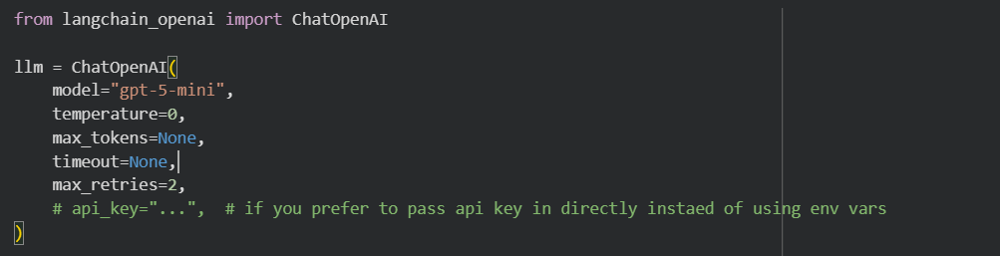 from langchain_openai import ChatOpenAI
llm = ChatOpenAI(
    model="gpt-5-mini",
    temperature=0,
    max_tokens=None,
    timeout=None,
    max_retries=2,
    # api_key="...",  # if you prefer to pass api key in directly instaed of using env vars
)